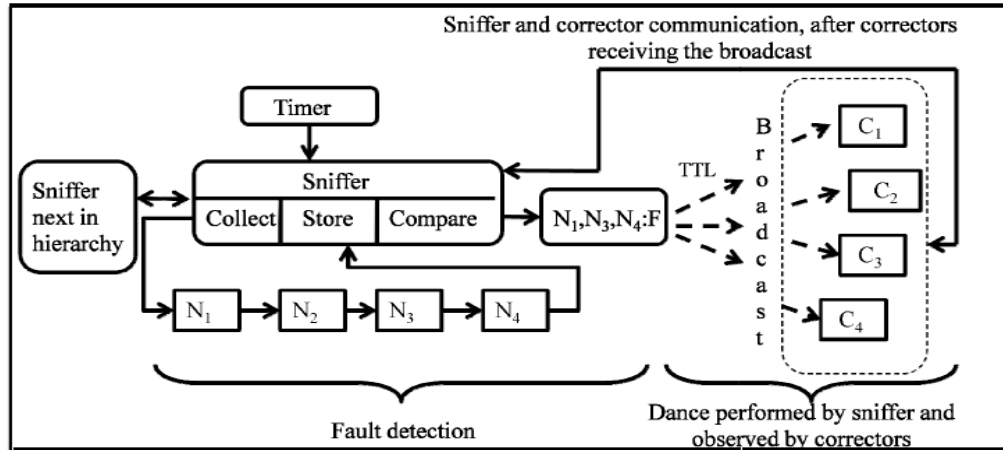 Sniffer and corrector communication, after correctors
receiving the broadcast
Timer
Sniffer
next in
hierarchy
Sniffer
Collect
Store
Compare
N1,N3,N4:F
TTL
Broadcast
C1
C2
C3
C4
N1
N2
N3
N4
Fault detection
Dance performed by sniffer and
observed by correctors